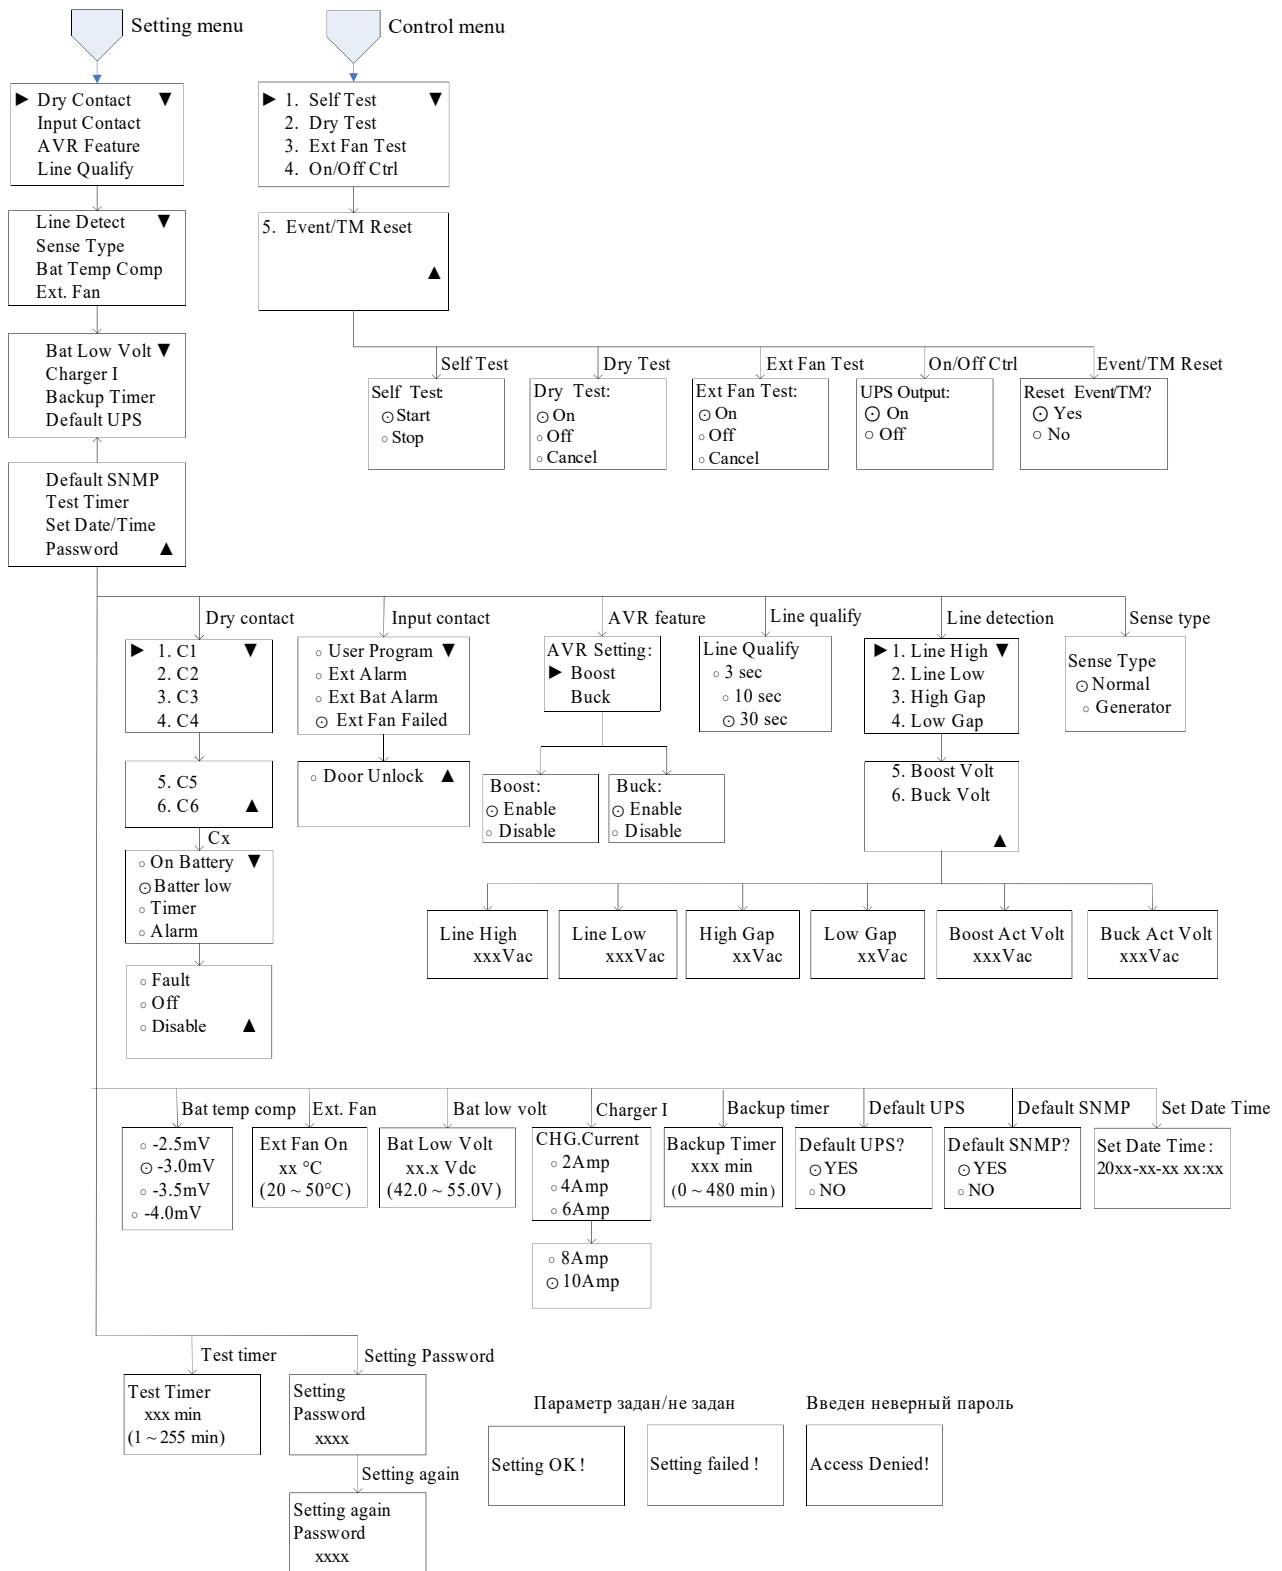 Setting menu
Control menu
► Dry Contact ▼
Input Contact
AVR Feature
Line Qualify
► 1. Self Test ▼
2. Dry Test
3. Ext Fan Test
4. On/Off Ctrl
Line Detect ▼
Sense Type
Bat Temp Comp
Ext. Fan
5. Event/TM Reset
▲
Bat Low Volt ▼
Charger I
Backup Timer
Default UPS
Default SNMP
Test Timer
Set Date/Time
Password ▲
Self Test
Self Test:
Start
Stop
Dry Test
Dry Test:
On
Off
Cancel
Ext Fan Test
Ext Fan Test:
On
Off
Cancel
On/Off Ctrl
UPS Output:
On
Off
Event/TM Reset
Reset Event/TM?
Yes
No
Dry contact
► 1. C1 ▼
2. C2
3. C3
4. C4
5. C5
6. C6 ▲
Cx
On Battery ▼
Batter low
Timer
Alarm
Fault
Off
Disable ▲
Input contact
User Program ▼
Ext Alarm
Ext Bat Alarm
Ext Fan Failed
Door Unlock ▲
AVR feature
AVR Setting:
► Boost
Buck
Boost:
Enable
Disable
Buck:
Enable
Disable
Line qualify
Line Qualify
3 sec
10 sec
30 sec
Line detection
► 1. Line High ▼
2. Line Low
3. High Gap
4. Low Gap
5. Boost Volt
6. Buck Volt
▲
Sense type
Sense Type
Normal
Generator
Line High
xxxVac
Line Low
xxxVac
High Gap
xxVac
Low Gap
xxVac
Boost Act Volt
xxxVac
Buck Act Volt
xxxVac
Bat temp comp
-2.5mV
-3.0mV
-3.5mV
-4.0mV
Ext. Fan
Ext Fan On
xx °C
(20 ~ 50°C)
Bat low volt
Bat Low Volt
xx.x Vdc
(42.0 ~ 55.0V)
Charger I
CHG.Current
2Amp
4Amp
6Amp
8Amp
10Amp
Backup timer
Backup Timer
xxx min
(0 ~ 480 min)
Default UPS
Default UPS?
YES
NO
Default SNMP
Default SNMP?
YES
NO
Set Date Time
Set Date Time:
20xx-xx-xx xx:xx
Test timer
Test Timer
xxx min
(1 ~ 255 min)
Setting Password
Setting
Password
xxxx
Setting again
Setting again
Password
xxxx
Параметр задан/не задан
Setting OK !
Setting failed !
Введен неверный пароль
Access Denied!